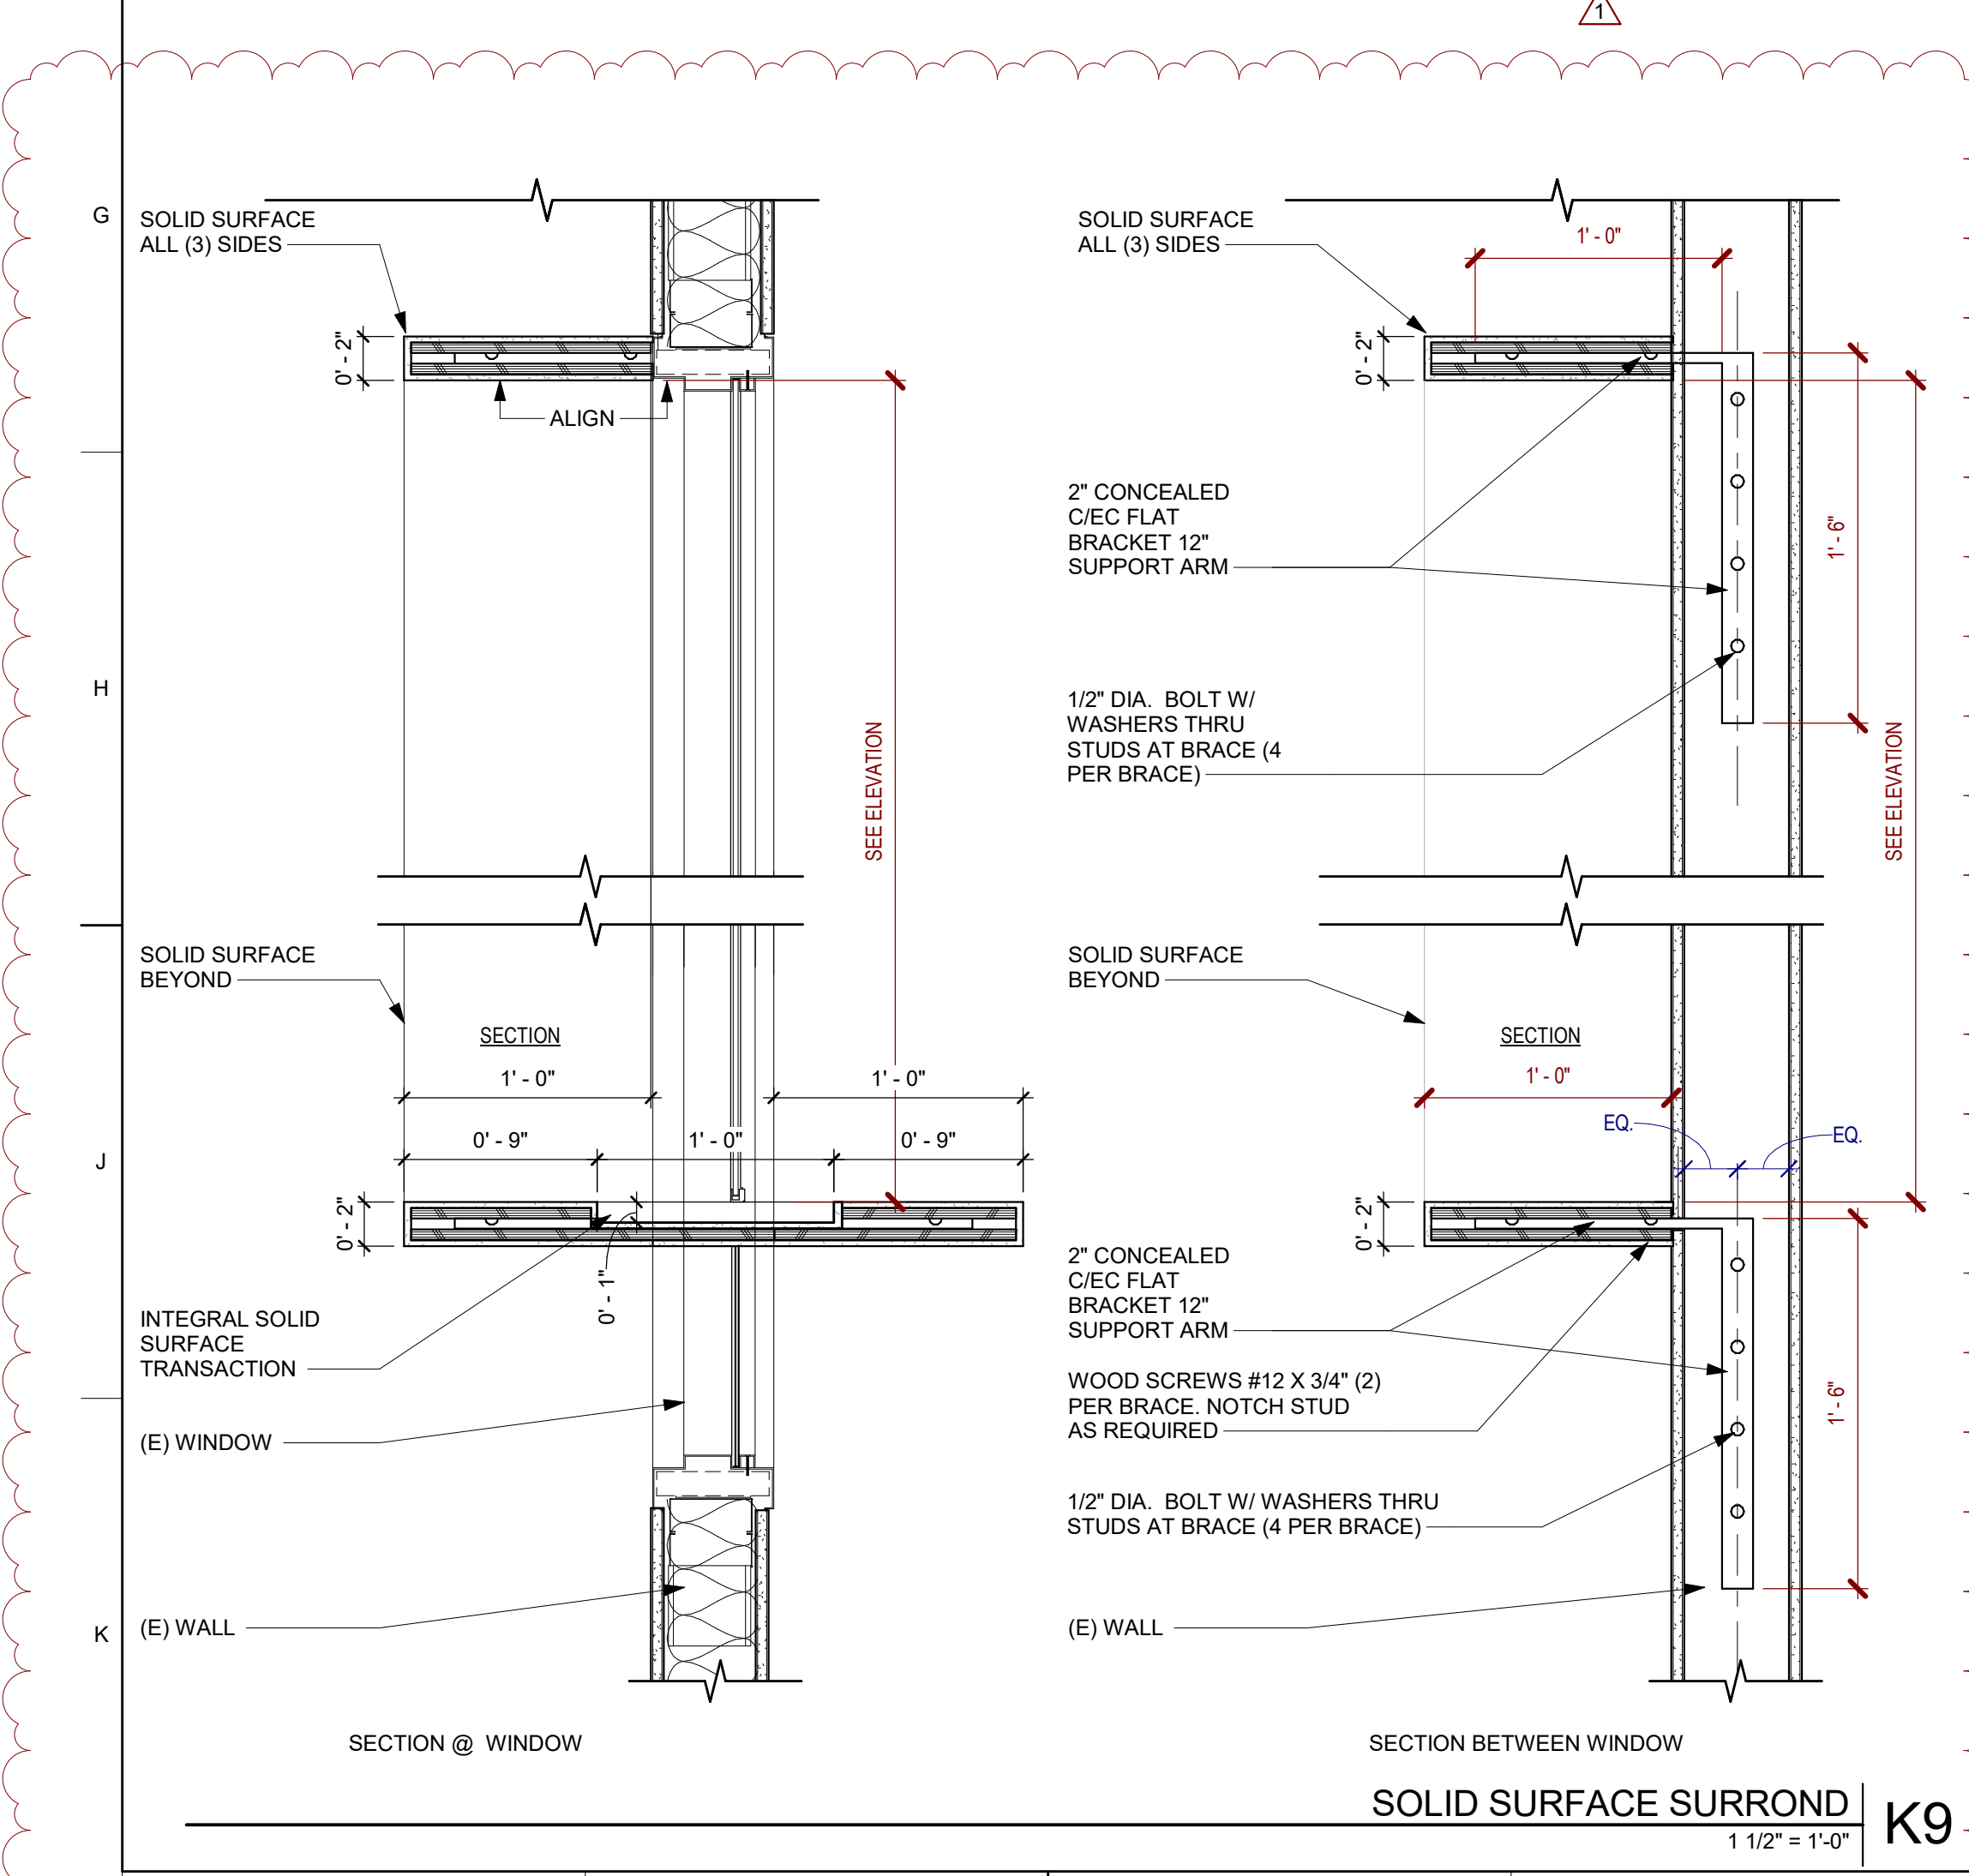 1
G
SOLID SURFACE
ALL (3) SIDES
0' - 2"
ALIGN
SEE ELEVATION
H
SOLID SURFACE
BEYOND
SECTION
1' - 0"
1' - 0"
0' - 9"
1' - 0"
0' - 9"
J
0' - 2"
0' - 1"
INTEGRAL SOLID
SURFACE
TRANSACTION
(E) WINDOW
K
(E) WALL
SECTION @ WINDOW
SOLID SURFACE
ALL (3) SIDES
1' - 0"
0' - 2"
2" CONCEALED
C/EC FLAT
BRACKET 12"
SUPPORT ARM
1' - 6"
1/2" DIA. BOLT W/
WASHERS THRU
STUDS AT BRACE (4
PER BRACE)
SEE ELEVATION
SOLID SURFACE
BEYOND
SECTION
1' - 0"
EQ.
EQ.
0' - 2"
2" CONCEALED
C/EC FLAT
BRACKET 12"
SUPPORT ARM
WOOD SCREWS #12 X 3/4" (2)
PER BRACE. NOTCH STUD
AS REQUIRED
1' - 6"
1/2" DIA. BOLT W/ WASHERS THRU
STUDS AT BRACE (4 PER BRACE)
(E) WALL
SECTION BETWEEN WINDOW
SOLID SURFACE SURROND
K9
1 1/2" = 1'-0"